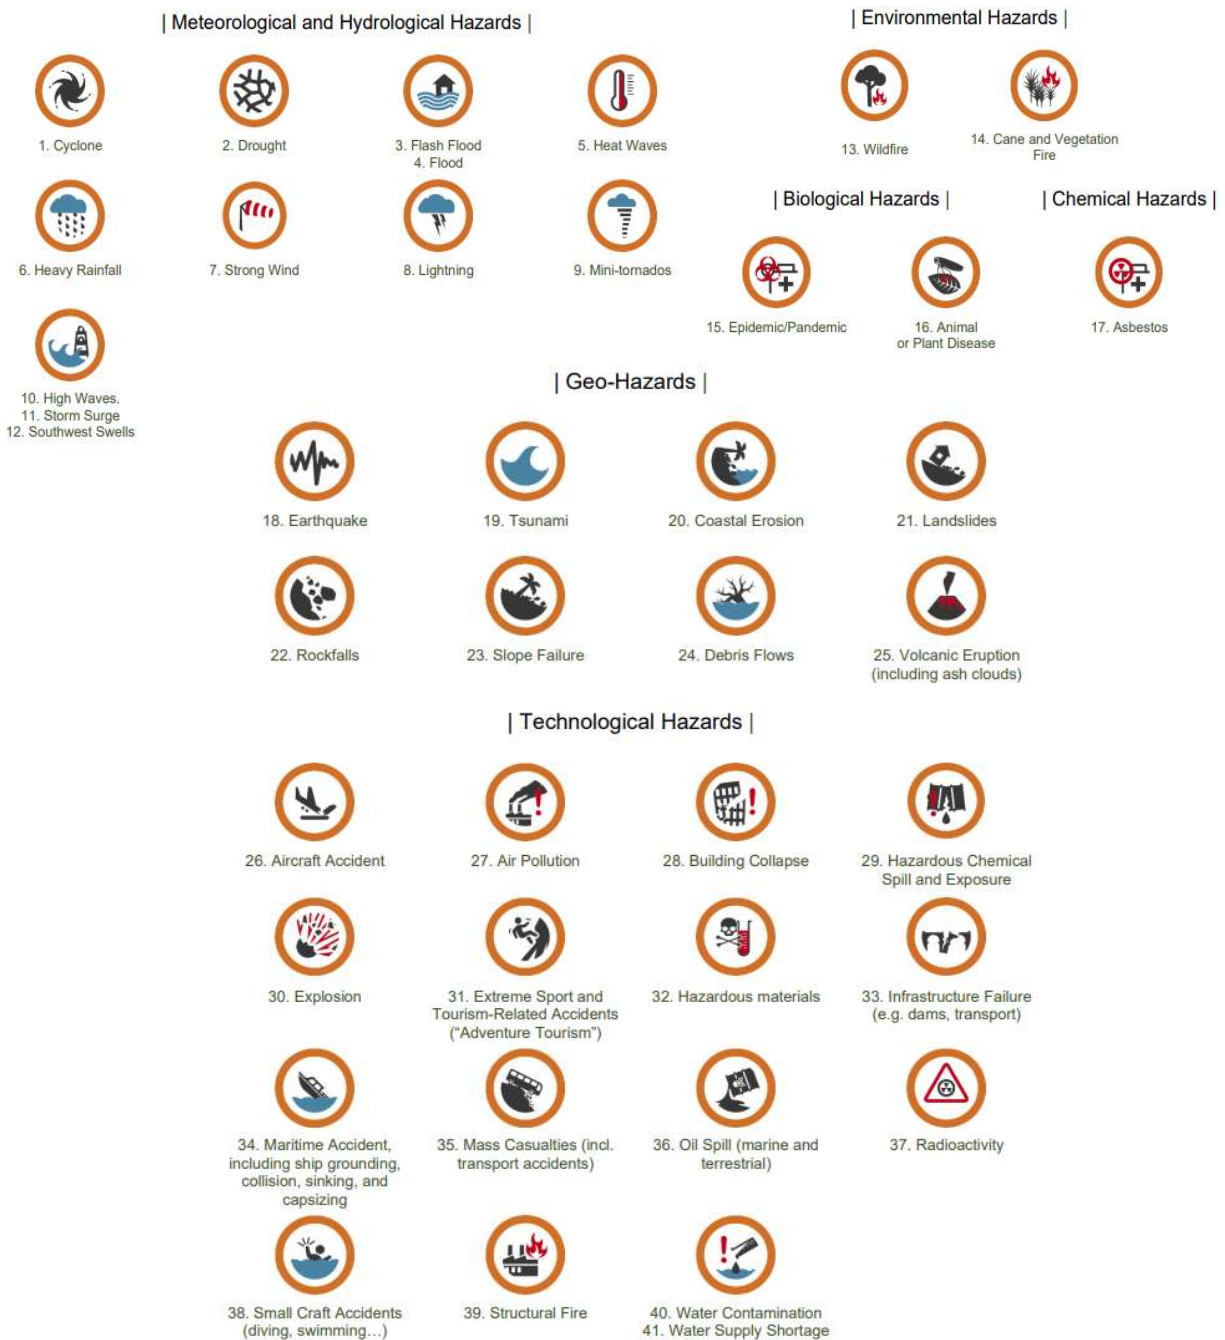 | Meteorological and Hydrological Hazards |
1. Cyclone
2. Drought
3. Flash Flood
4. Flood
5. Heat Waves
6. Heavy Rainfall
7. Strong Wind
8. Lightning
9. Mini-tornados
10. High Waves.
11. Storm Surge
12. Southwest Swells
| Environmental Hazards |
13. Wildfire
14. Cane and Vegetation
Fire
| Biological Hazards |
15. Epidemic/Pandemic
16. Animal
or Plant Disease
| Chemical Hazards |
17. Asbestos
| Geo-Hazards |
18. Earthquake
19. Tsunami
20. Coastal Erosion
21. Landslides
22. Rockfalls
23. Slope Failure
24. Debris Flows
25. Volcanic Eruption
(including ash clouds)
| Technological Hazards |
26. Aircraft Accident
27. Air Pollution
28. Building Collapse
29. Hazardous Chemical
Spill and Exposure
30. Explosion
31. Extreme Sport and
Tourism-Related Accidents
(“Adventure Tourism”)
32. Hazardous materials
33. Infrastructure Failure
(e.g. dams, transport)
34. Maritime Accident,
including ship grounding,
collision, sinking, and
capsizing
35. Mass Casualties (incl.
transport accidents)
36. Oil Spill (marine and
terrestrial)
37. Radioactivity
38. Small Craft Accidents
(diving, swimming…)
39. Structural Fire
40. Water Contamination
41. Water Supply Shortage